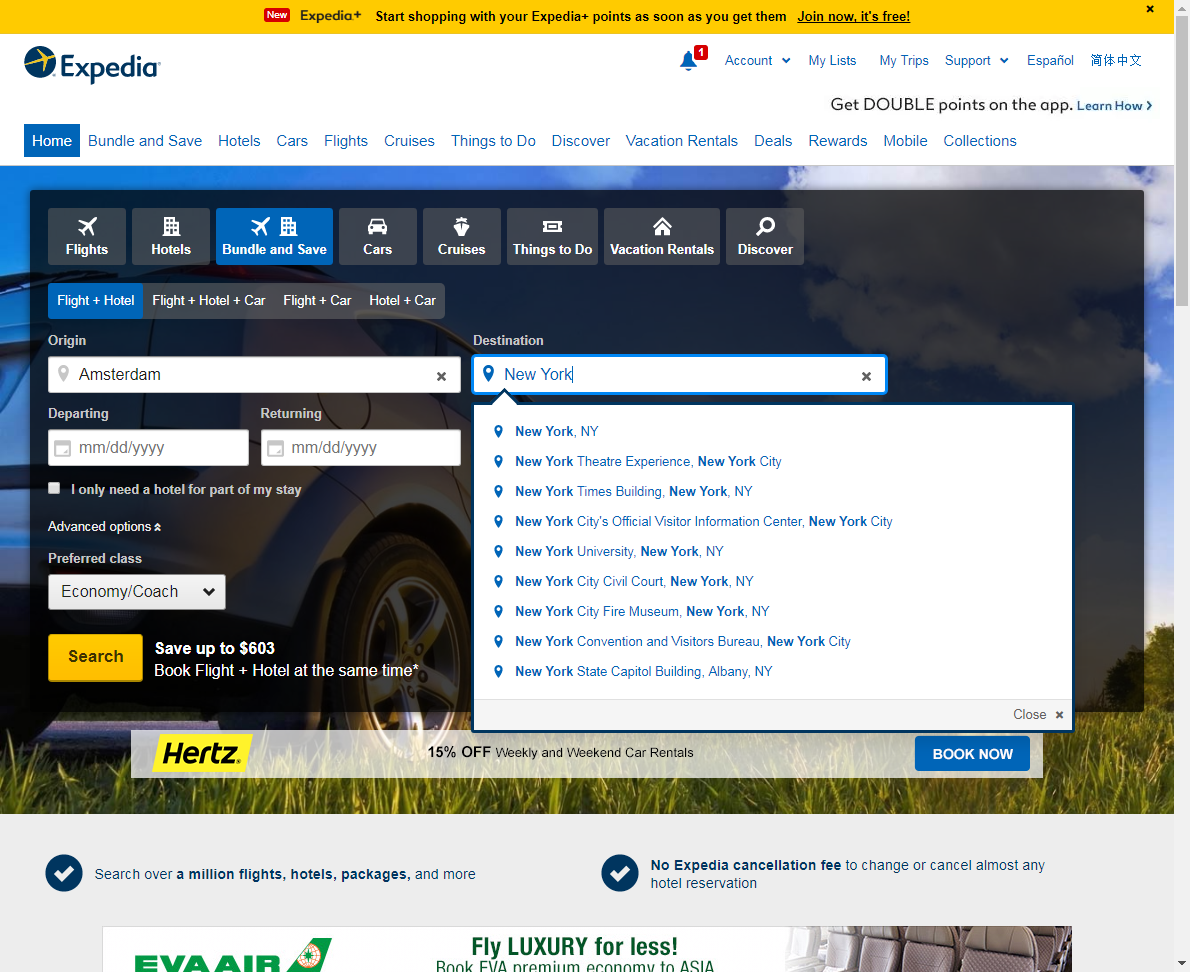 New Expedia+ Start shopping with your Expedia+ points as soon as you get them Join now, it's free!
Expedia
1 Account My Lists My Trips Support Español 简体中文
Get DOUBLE points on the app. Learn How
Home Bundle and Save Hotels Cars Flights Cruises Things to Do Discover Vacation Rentals Deals Rewards Mobile Collections
Flights Hotels Bundle and Save Cars Cruises Things to Do Vacation Rentals Discover
Flight + Hotel Flight + Hotel + Car Flight + Car Hotel + Car
Origin Destination
Amsterdam New York
Departing Returning
mm/dd/yyyy mm/dd/yyyy
I only need a hotel for part of my stay
Advanced options
Preferred class
Economy/Coach
Search Save up to $603
Book Flight + Hotel at the same time*
New York, NY
New York Theatre Experience, New York City
New York Times Building, New York, NY
New York City's Official Visitor Information Center, New York City
New York University, New York, NY
New York City Civil Court, New York, NY
New York City Fire Museum, New York, NY
New York Convention and Visitors Bureau, New York City
New York State Capitol Building, Albany, NY
Close
Hertz. 15% OFF Weekly and Weekend Car Rentals BOOK NOW
Search over a million flights, hotels, packages, and more
No Expedia cancellation fee to change or cancel almost any
hotel reservation
EVA AIR Fly LUXURY for less!
Book EVA premium economy to ASIA